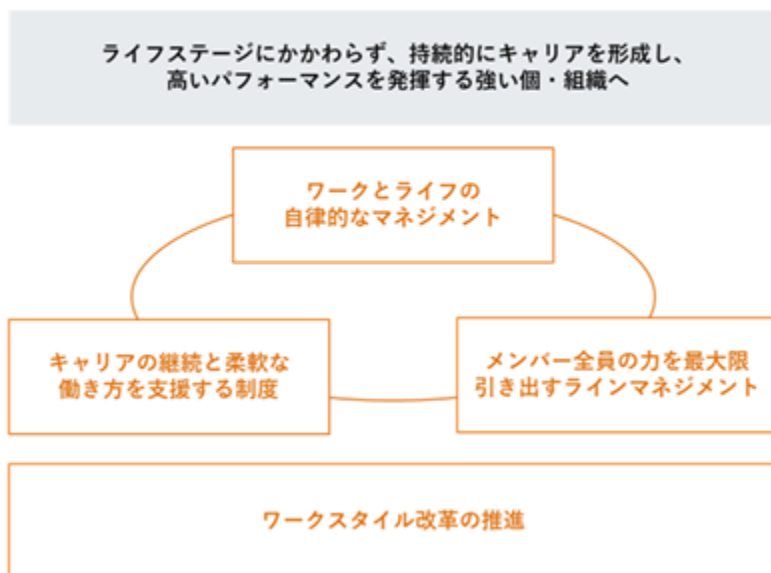 ライフステージにかかわらず、持続的にキャリアを形成し、
高いパフォーマンスを発揮する強い個・組織へ
ワークとライフの
自律的なマネジメント
キャリアの継続と柔軟な
働き方を支援する制度
メンバー全員の力を最大限
引き出すラインマネジメント
ワークスタイル改革の推進